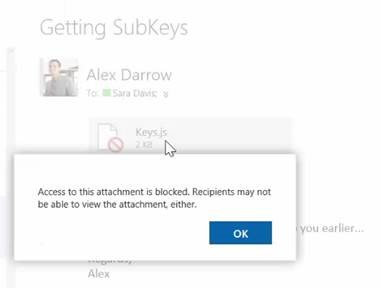 Getting SubKeys
Alex Darrow
To: Sara Davis;
Keys.js
2 KB
Access to this attachment is blocked. Recipients may not
be able to view the attachment, either.
OK
you earlier...
Regards,
Alex